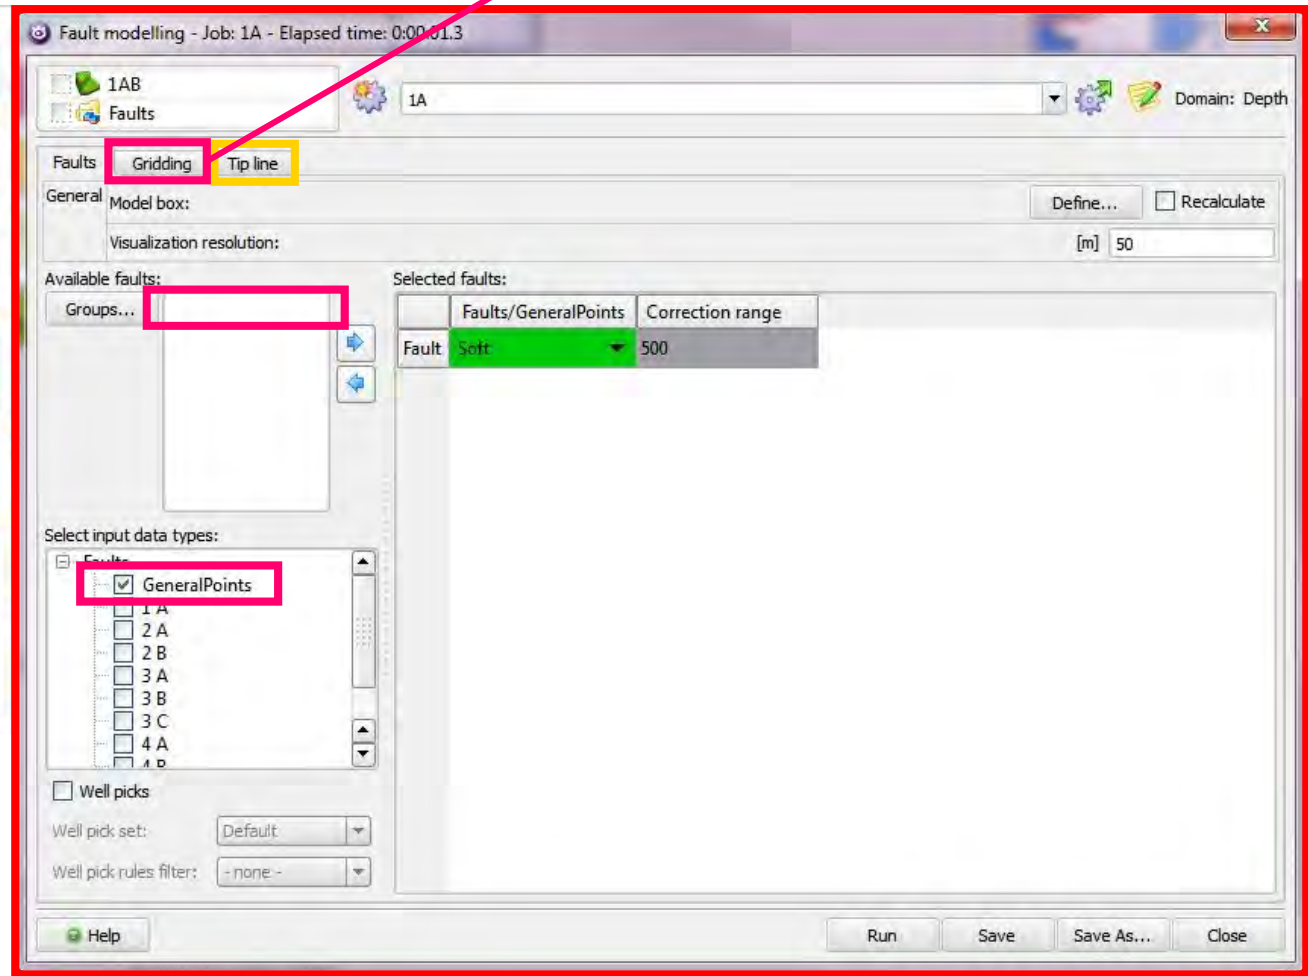 Fault modelling - Job: 1A - Elapsed time: 0:00:01.3
x
1AB
Faults
1A
Domain: Depth
Faults Gridding Tip line
General Model box: Define... Recalculate
Visualization resolution: [m] 50
Available faults: Selected faults:
Groups...
Faults/GeneralPoints Correction range
Fault Soft 500
Select input data types:
Faults
GeneralPoints
1 A
2 A
2 B
3 A
3 B
3 C
4 A
4 B
Well picks
Well pick set: Default
Well pick rules filter: - none -
Help Run Save Save As... Close